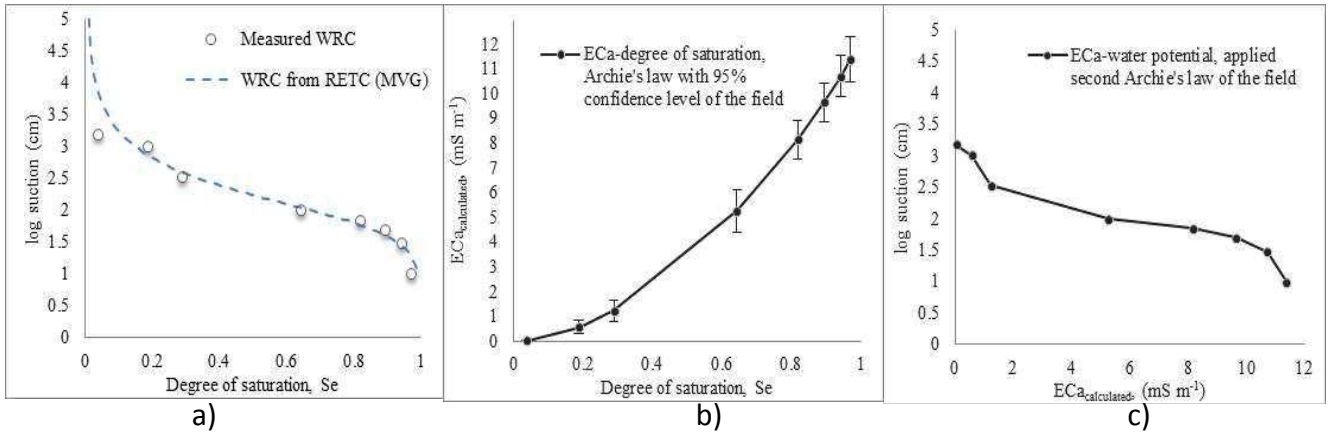 5
4.5
4
3.5
3
2.5
2
1.5
1
0.5
0
log suction (cm)
Measured WRC
WRC from RETC (MVG)
0 0.2 0.4 0.6 0.8 1
Degree of saturation, Se
a)
12
11
10
9
8
7
6
5
4
3
2
1
0
ECa calculated, (mS m-1)
ECa-degree of saturation,
Archie's law with 95%
confidence level of the field
0 0.2 0.4 0.6 0.8 1
Degree of saturation, Se
b)
5
4.5
4
3.5
3
2.5
2
1.5
1
0.5
0
log suction (cm)
ECa-water potential, applied
second Archie's law of the field
0 2 4 6 8 10 12
ECa calculated, (mS m-1)
c)